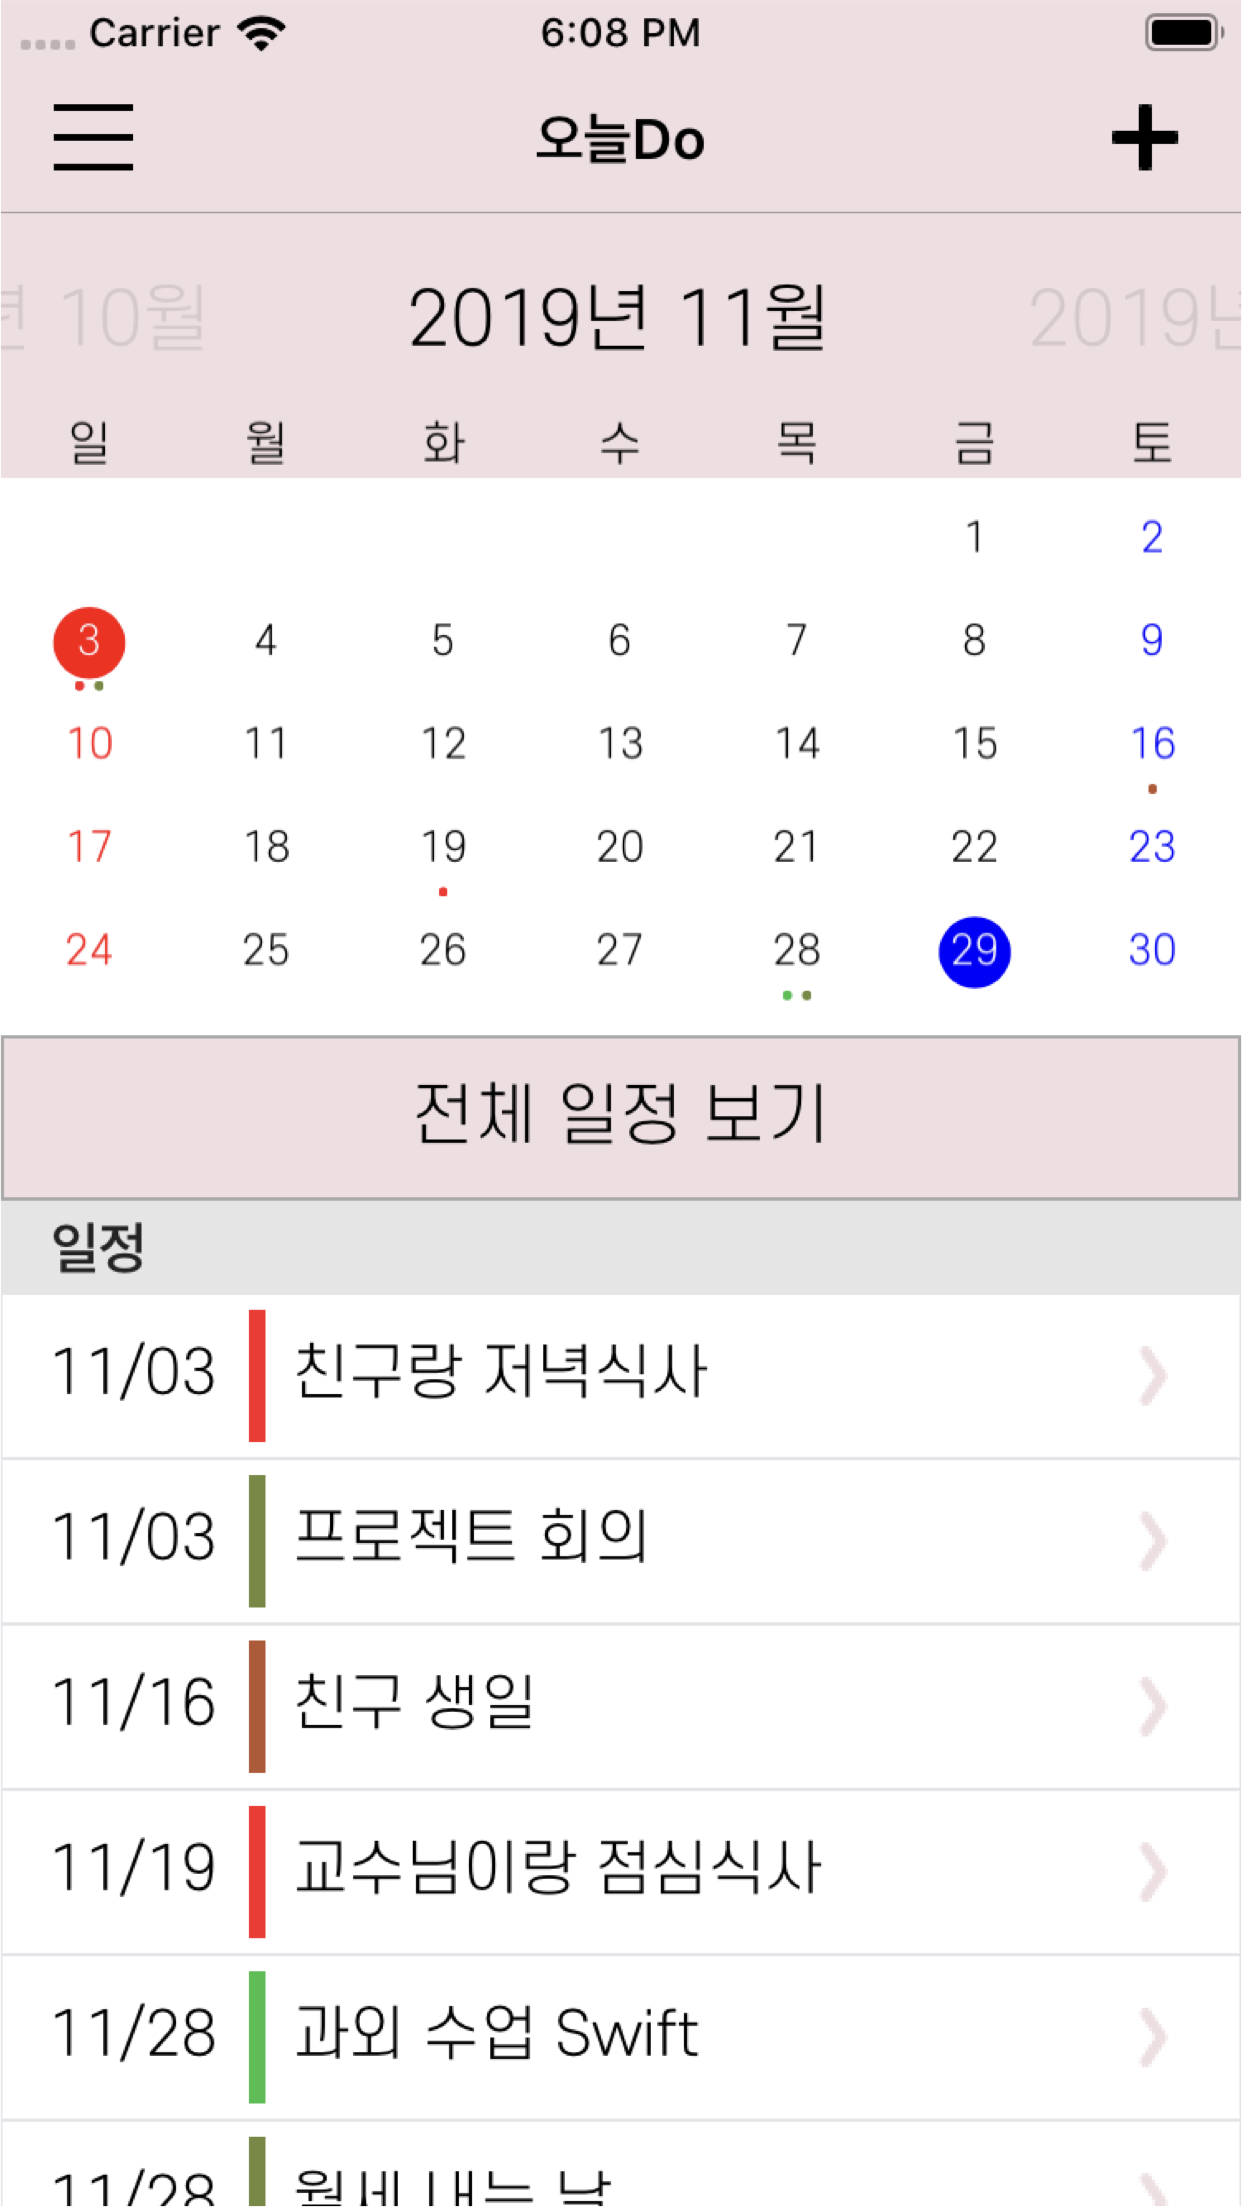 Carrier 6:08 PM
오늘Do
년 10월 2019년 11월 2019년
일 월 화 수 목 금 토
1 2
3 4 5 6 7 8 9
10 11 12 13 14 15 16
17 18 19 20 21 22 23
24 25 26 27 28 29 30
전체 일정 보기
일정
11/03 친구랑 저녁식사
11/03 프로젝트 회의
11/16 친구 생일
11/19 교수님이랑 점심식사
11/28 과외 수업 Swift
11/28 월세 내는 날